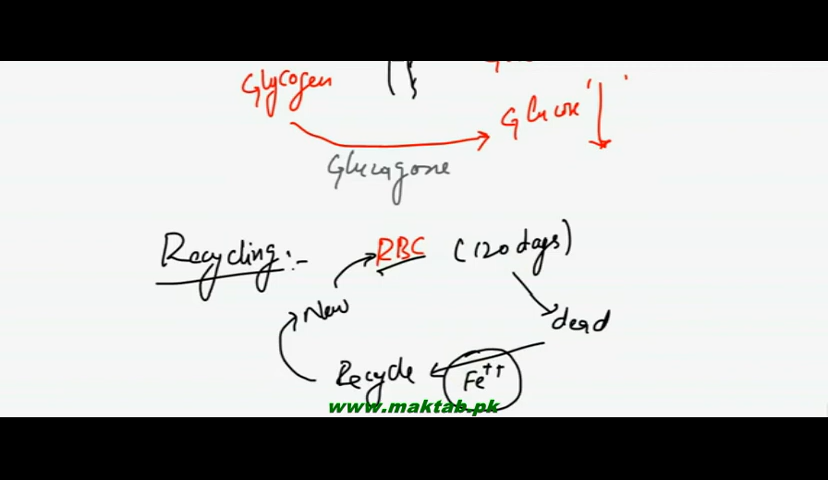 Glycogen
Glucose
Glucagone
Recycling:-
RBC (120 days)
New
dead
Recycle Fe++
www.maktab.pk